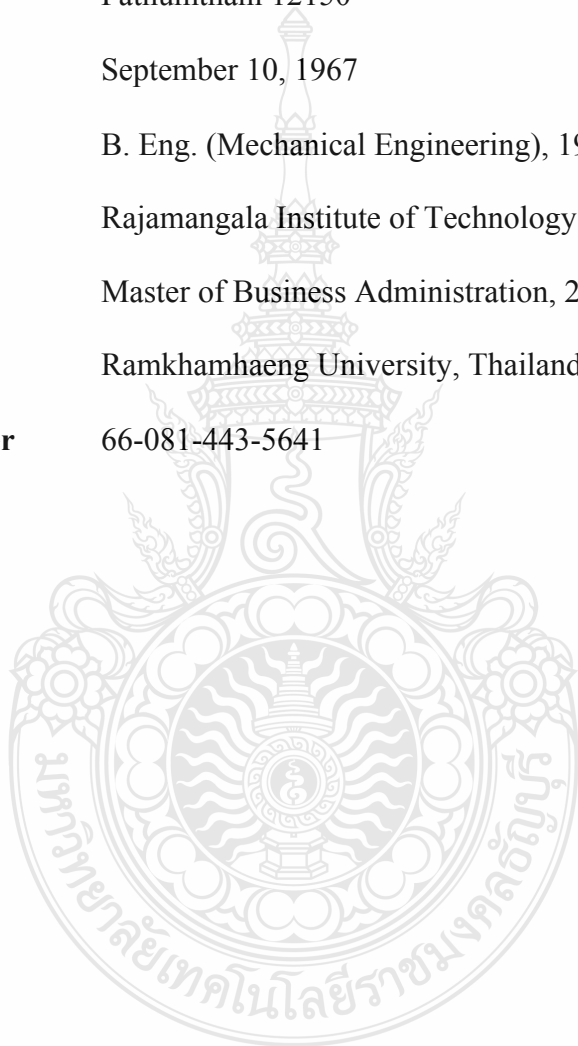 12150
September 10, 1967
B. Eng. (Mechanical Engineering), 19
Rajamangala Institute of Technology
Master of Business Administration, 2
Ramkhamhaeng University, Thailand
r 66-081-443-5641
มหาวิทยาลัยเทคโนโลยีราชมงคลธัญบุรี